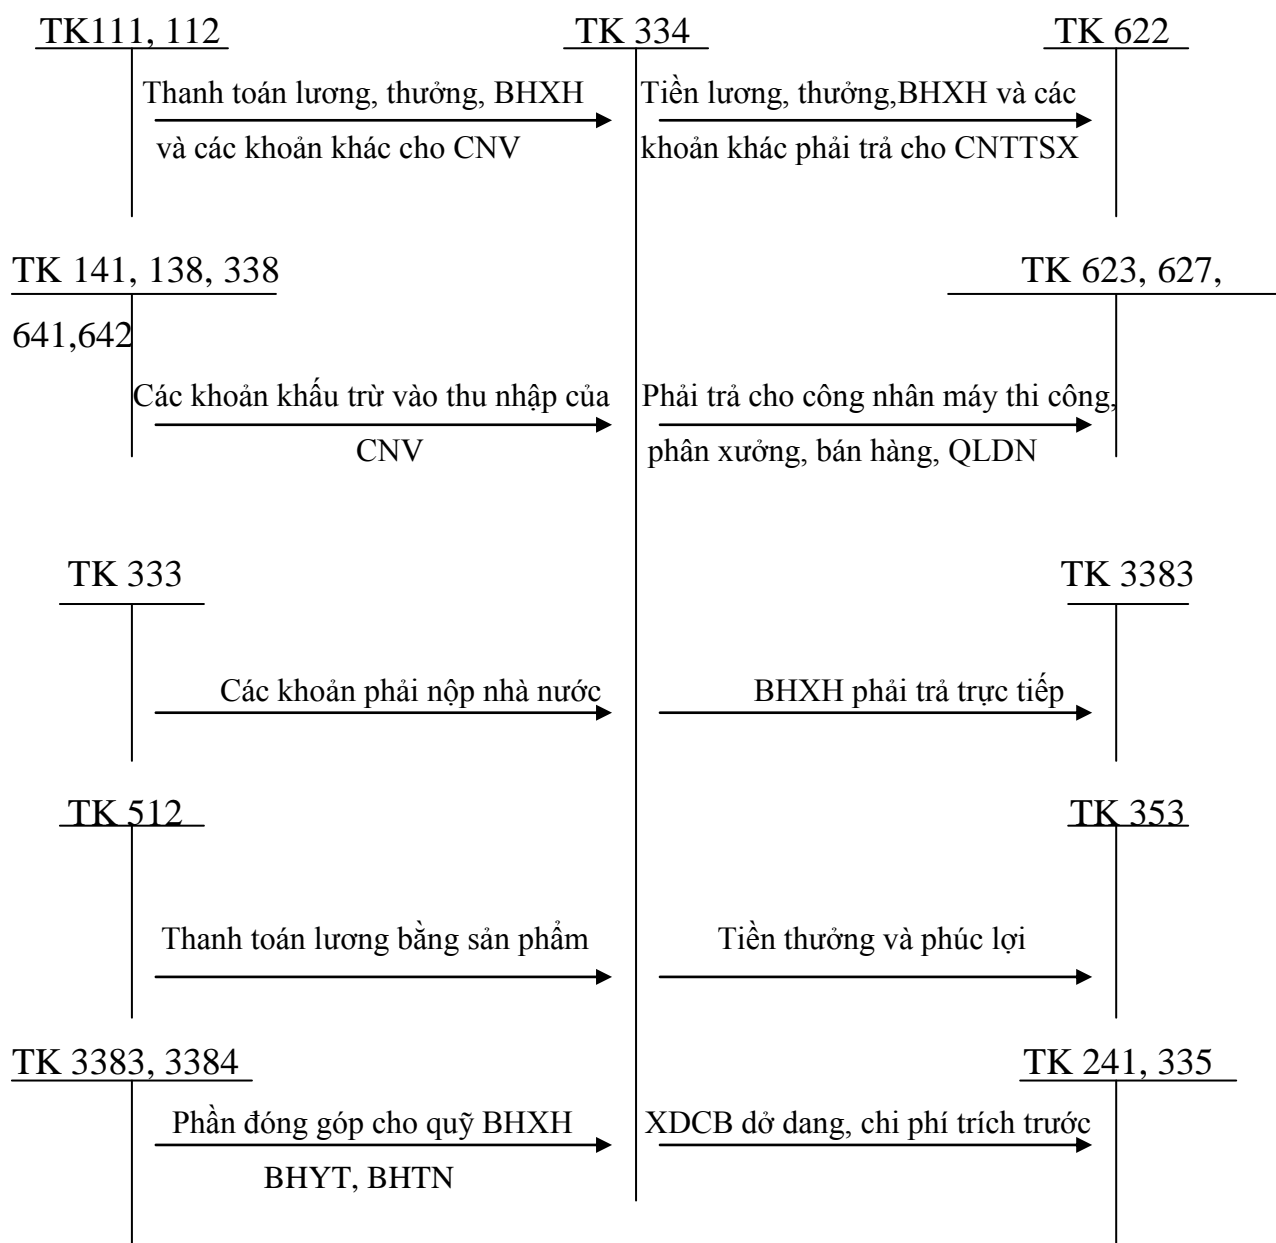 TK111, 112
TK 334
TK 622
Thanh toán lương, thưởng, BHXH
và các khoản khác cho CNV
Tiền lương, thưởng,BHXH và các
khoản khác phải trả cho CNTTSX
TK 141, 138, 338
641,642
TK 623, 627,
Các khoản khấu trừ vào thu nhập của
CNV
Phải trả cho công nhân máy thi công,
phân xưởng, bán hàng, QLDN
TK 333
TK 3383
Các khoản phải nộp nhà nước
BHXH phải trả trực tiếp
TK 512
TK 353
Thanh toán lương bằng sản phẩm
Tiền thưởng và phúc lợi
TK 3383, 3384
TK 241, 335
Phần đóng góp cho quỹ BHXH
BHYT, BHTN
XDCB dở dang, chi phí trích trước